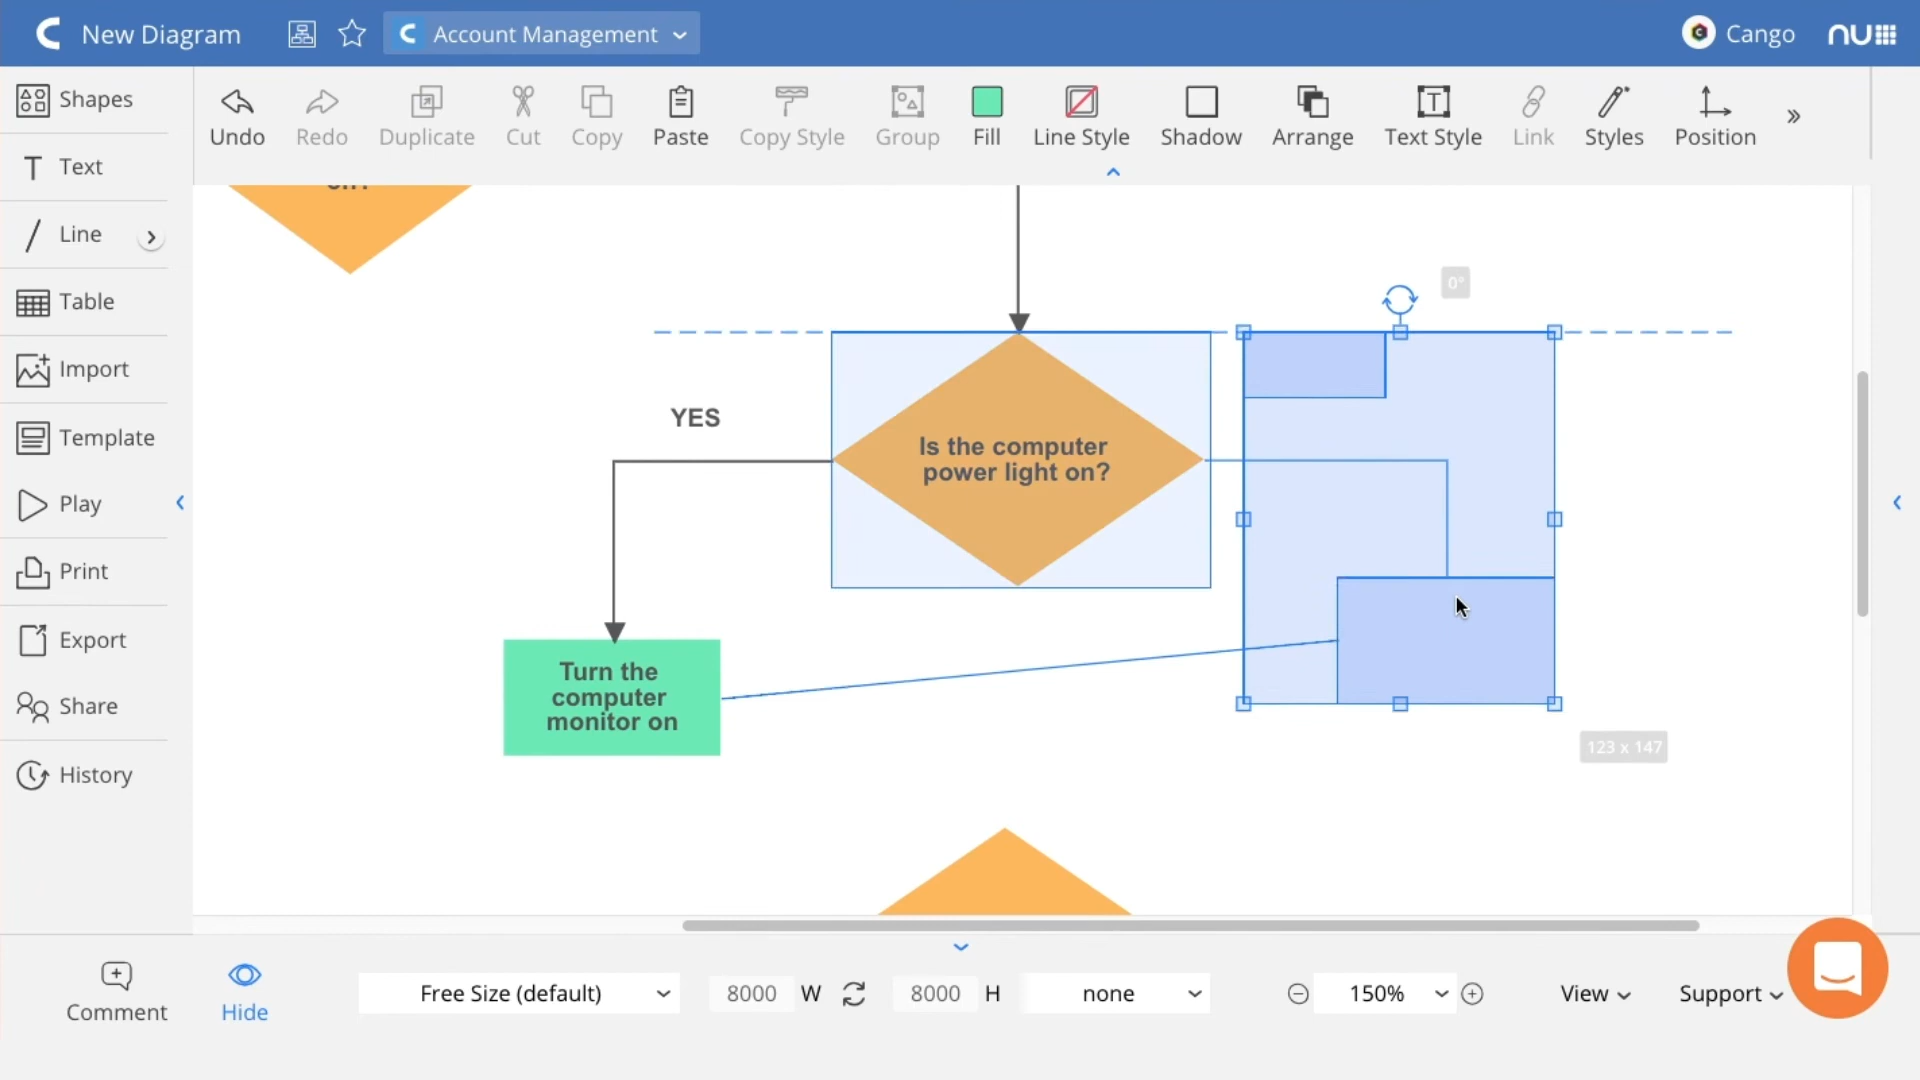 New Diagram
Account Management
Cango
Shapes
Undo
Redo
Duplicate
Cut
Copy
Paste
Copy Style
Group
Fill
Line Style
Shadow
Arrange
Text Style
Link
Styles
Position
Text
Line
Table
Import
Template
Play
Print
Export
Share
History
0°
YES
Is the computer
power light on?
Turn the
computer
monitor on
123 x 147
Comment
Hide
Free Size (default)
8000 W
8000 H
none
150%
View
Support